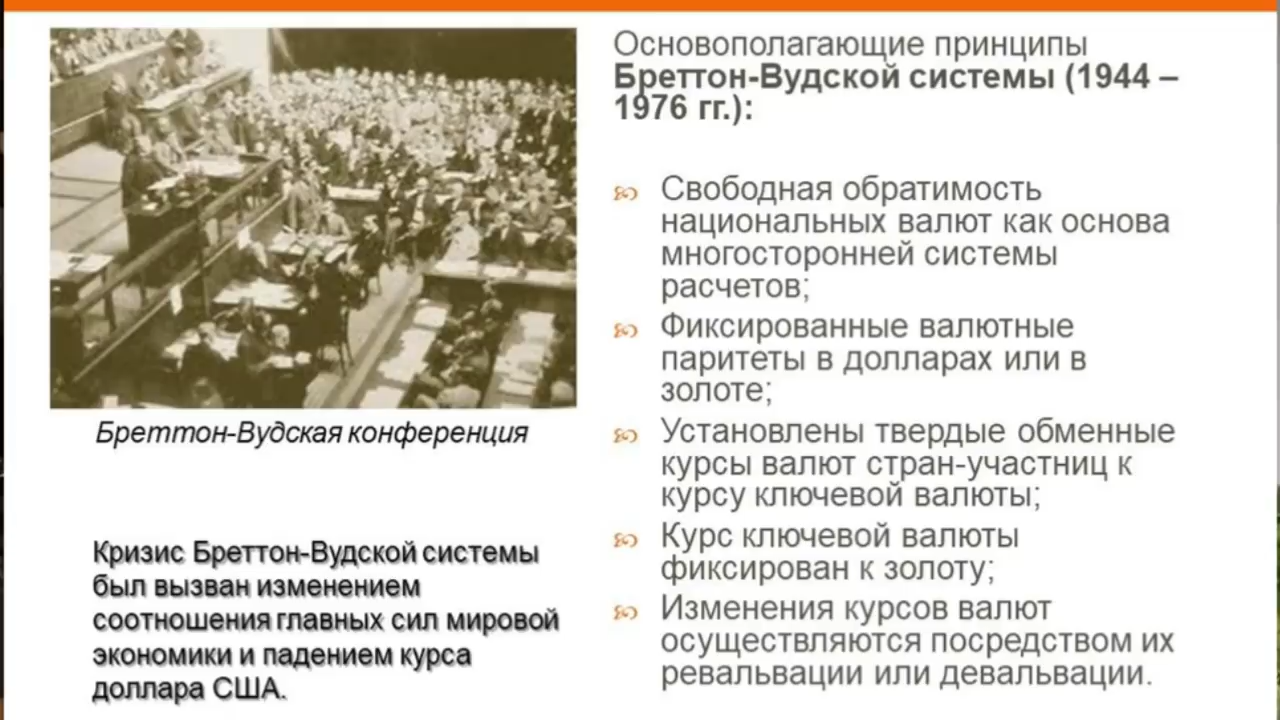 Основополагающие принципы
Бреттон-Вудской системы (1944 –
1976 гг.):
Свободная обратимость
национальных валют как основа
многосторонней системы
расчетов;
Фиксированные валютные
паритеты в долларах или в
золоте;
Установлены твердые обменные
курсы валют стран-участниц к
курсу ключевой валюты;
Курс ключевой валюты
фиксирован к золоту;
Изменения курсов валют
осуществляются посредством их
ревальвации или девальвации.
Бреттон-Вудская конференция
Кризис Бреттон-Вудской системы
был вызван изменением
соотношения главных сил мировой
экономики и падением курса
доллара США.